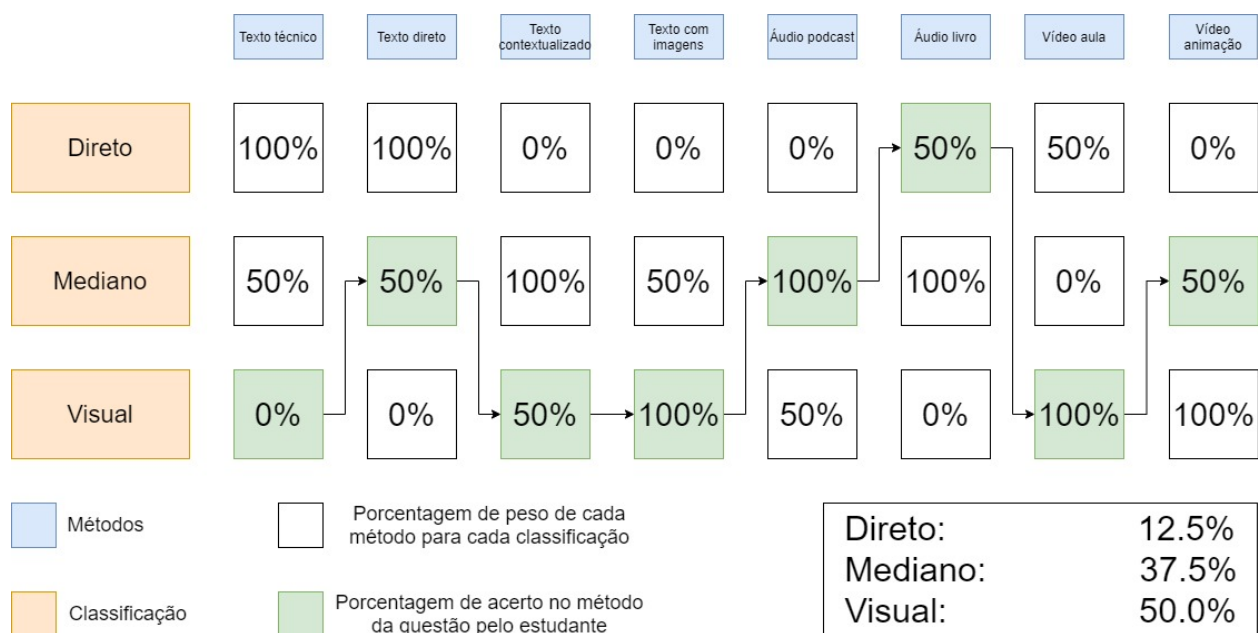 Texto técnico
Texto direto
Texto
contextualizado
Texto com
imagens
Áudio podcast
Áudio livro
Vídeo aula
Vídeo
animação
Direto
100%
100%
0%
0%
0%
50%
50%
0%
Mediano
50%
50%
100%
50%
100%
100%
0%
50%
Visual
0%
0%
50%
100%
50%
0%
100%
100%
Métodos
Porcentagem de peso de cada
método para cada classificação
Classificação
Porcentagem de acerto no método
da questão pelo estudante
Direto: 12.5%
Mediano: 37.5%
Visual: 50.0%